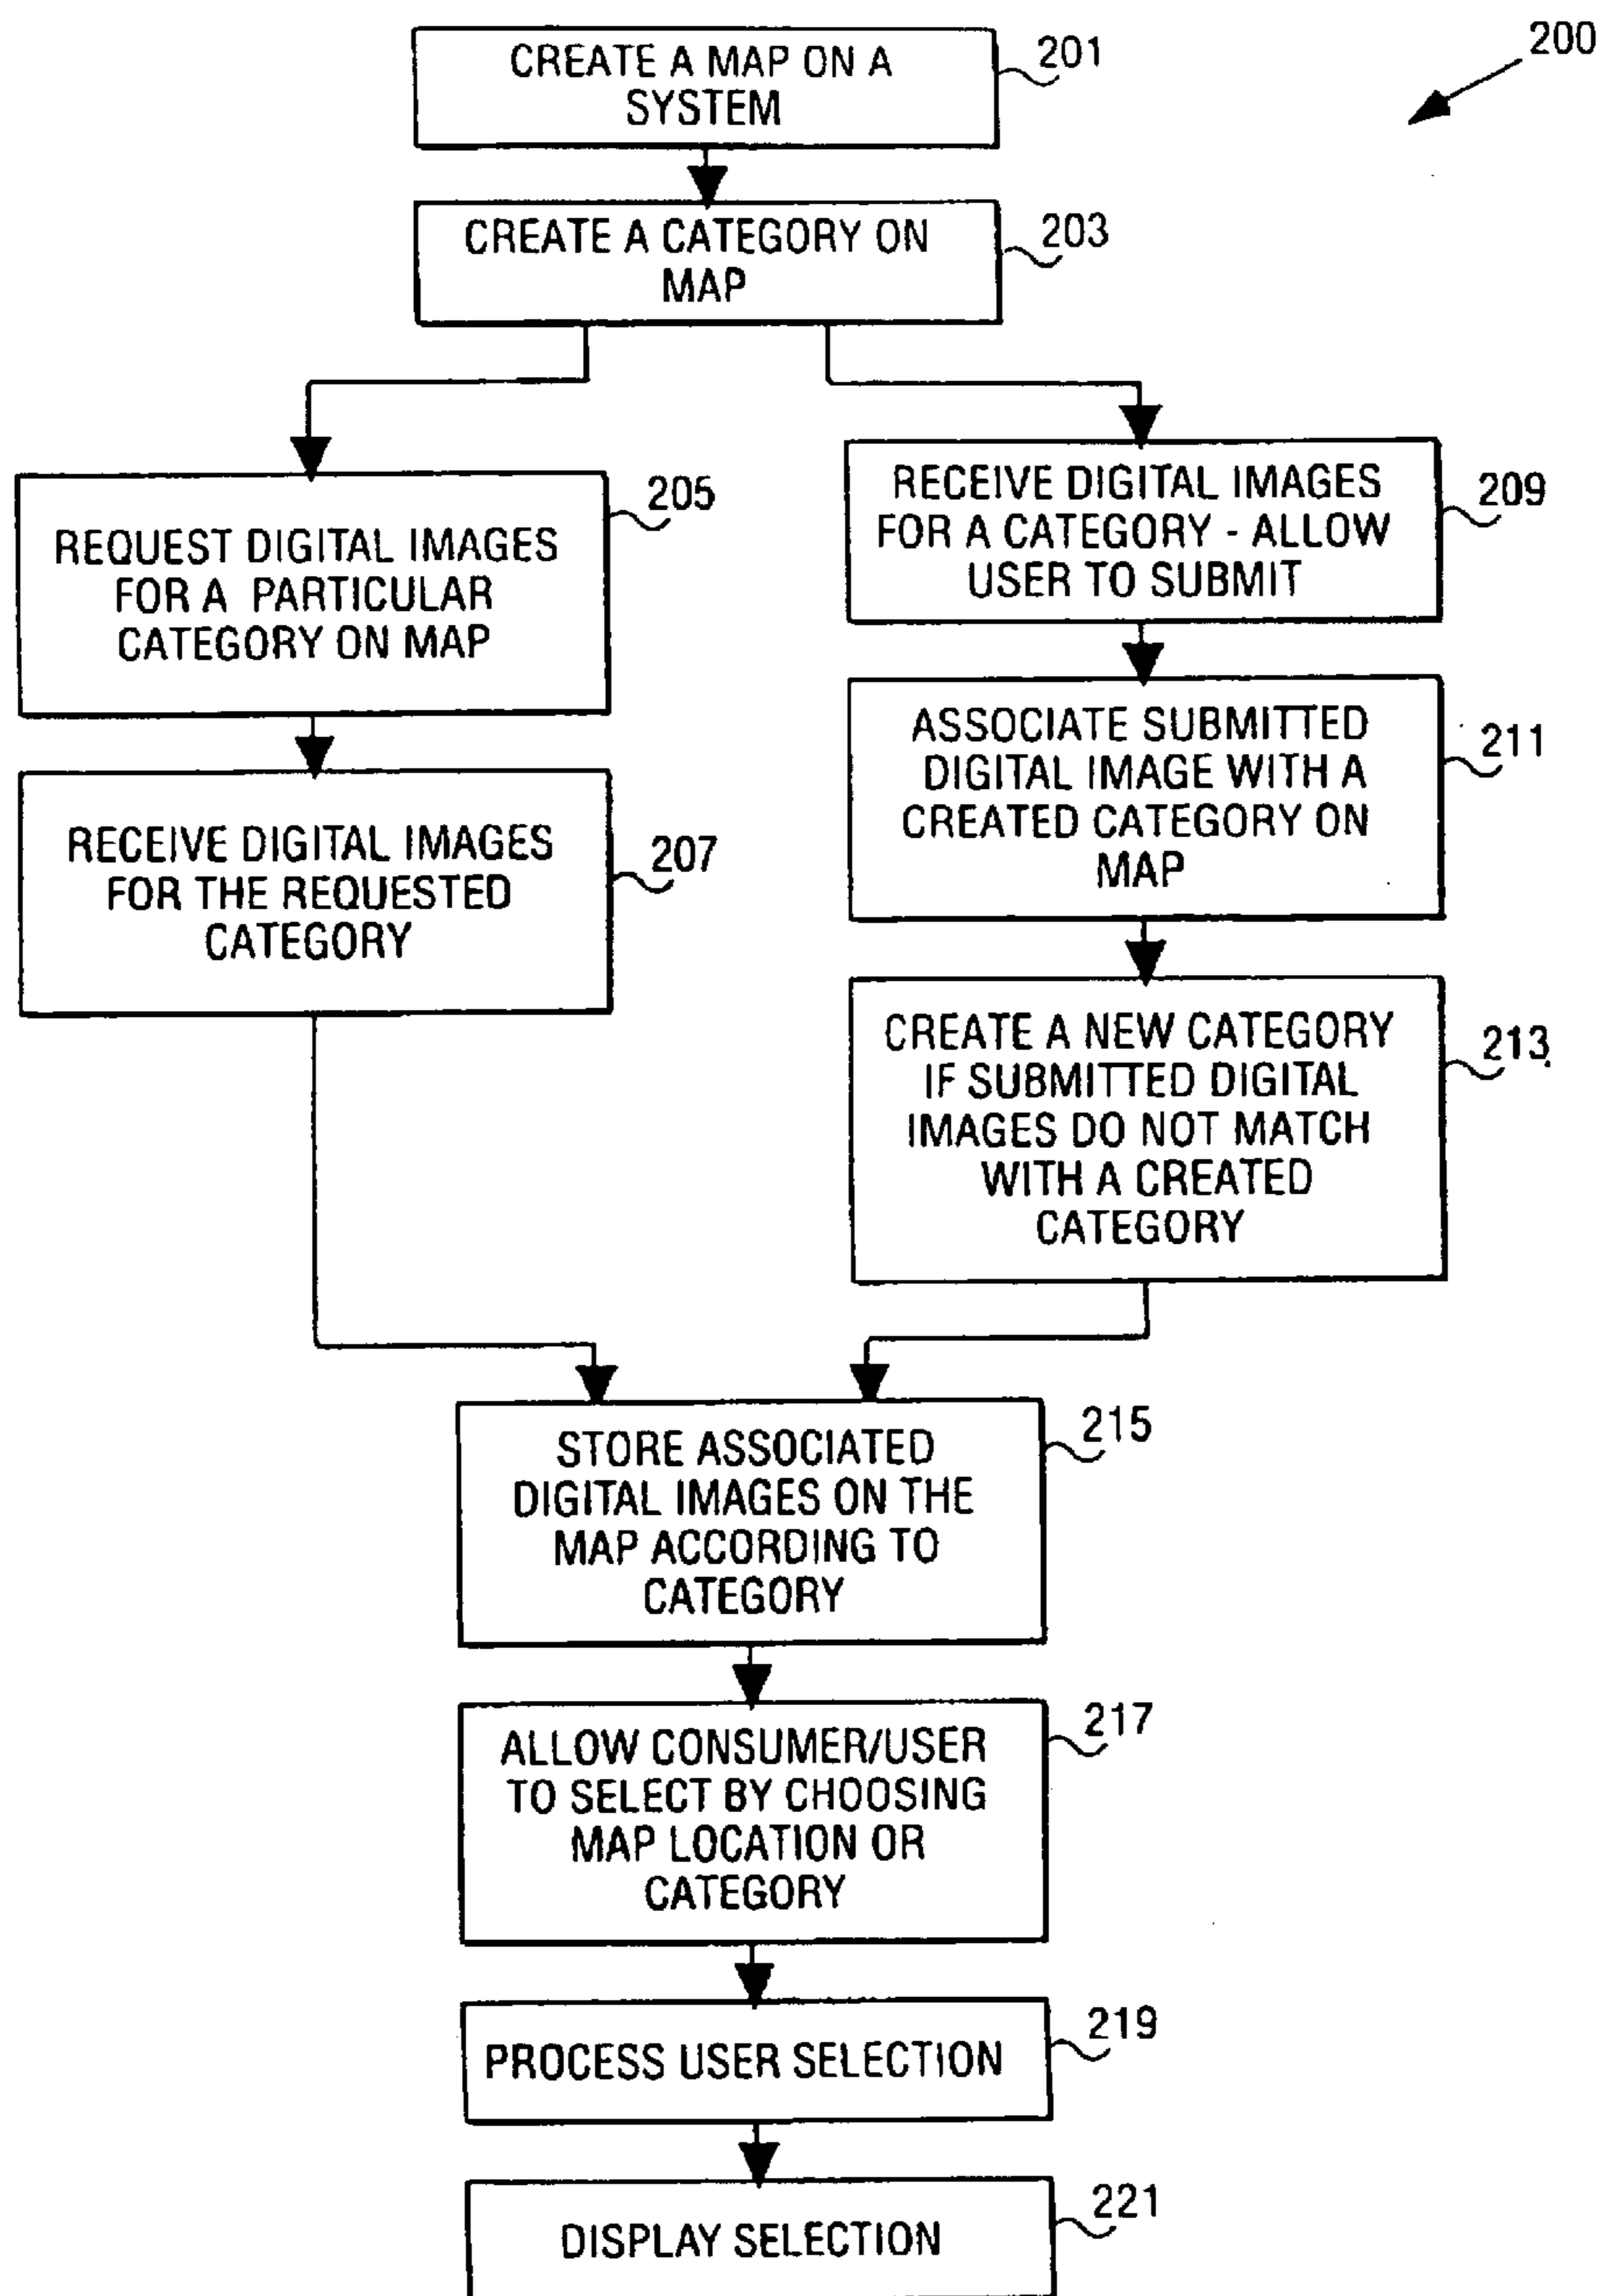 200
CREATE A MAP ON A
SYSTEM
201
CREATE A CATEGORY ON
MAP
203
REQUEST DIGITAL IMAGES
FOR A PARTICULAR
CATEGORY ON MAP
205
RECEIVE DIGITAL IMAGES
FOR THE REQUESTED
CATEGORY
207
RECEIVE DIGITAL IMAGES
FOR A CATEGORY - ALLOW
USER TO SUBMIT
209
ASSOCIATE SUBMITTED
DIGITAL IMAGE WITH A
CREATED CATEGORY ON
MAP
211
CREATE A NEW CATEGORY
IF SUBMITTED DIGITAL
IMAGES DO NOT MATCH
WITH A CREATED
CATEGORY
213
STORE ASSOCIATED
DIGITAL IMAGES ON THE
MAP ACCORDING TO
CATEGORY
215
ALLOW CONSUMER/USER
TO SELECT BY CHOOSING
MAP LOCATION OR
CATEGORY
217
PROCESS USER SELECTION
219
DISPLAY SELECTION
221